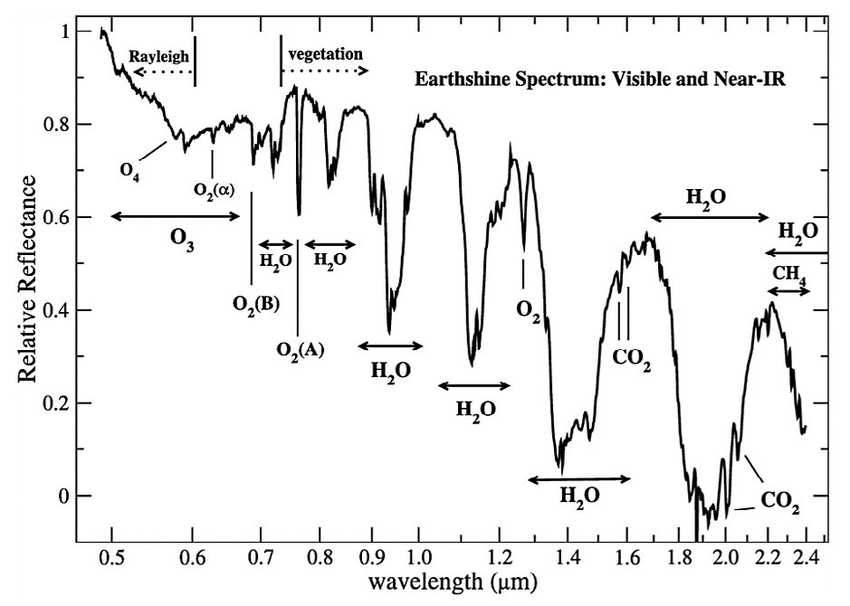 Rayleigh
vegetation
Earthshine Spectrum: Visible and Near-IR
O4
O2(α)
O3
O2(B)
H2O
O2(A)
H2O
H2O
H2O
O2
H2O
CO2
H2O
H2O
CH4
CO2
Relative Reflectance
1
0.8
0.6
0.4
0.2
0
0.5 0.6 0.7 0.8 0.9 1.0 1.2 1.4 1.6 1.8 2.0 2.2 2.4
wavelength (μm)